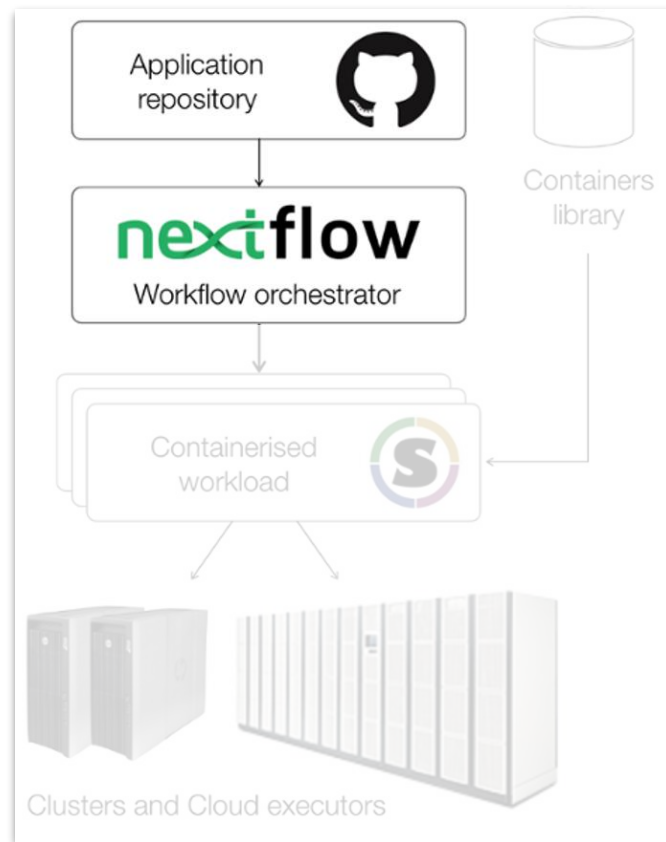 Application
repository
Containers
library
nextflow
Workflow orchestrator
Containerised
workload
S
Clusters and Cloud executors